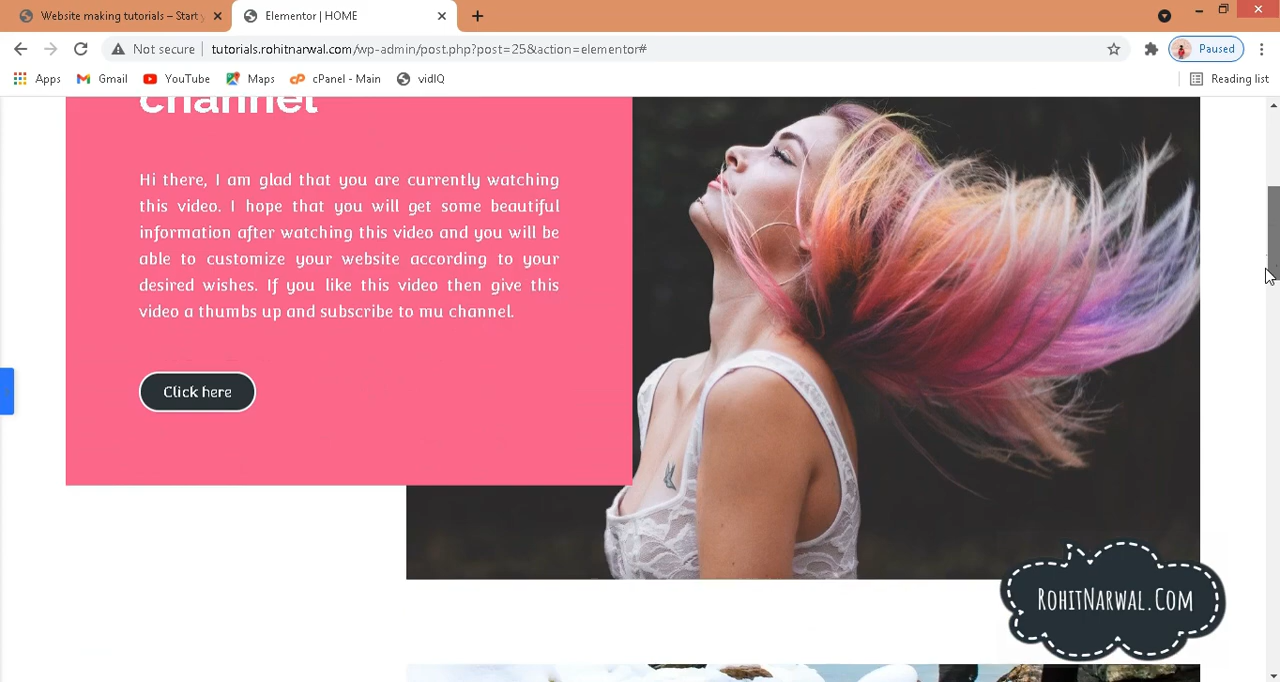 Website making tutorials – Start y
Elementor | HOME
Not secure
tutorials.rohitnarwal.com/wp-admin/post.php?post=25&action=elementor#
Paused
Apps
Gmail
YouTube
Maps
cPanel - Main
vidIQ
Reading list
channel
Hi there, I am glad that you are currently watching
this video. I hope that you will get some beautiful
information after watching this video and you will be
able to customize your website according to your
desired wishes. If you like this video then give this
video a thumbs up and subscribe to mu channel.
Click here
RohitNarwal.Com